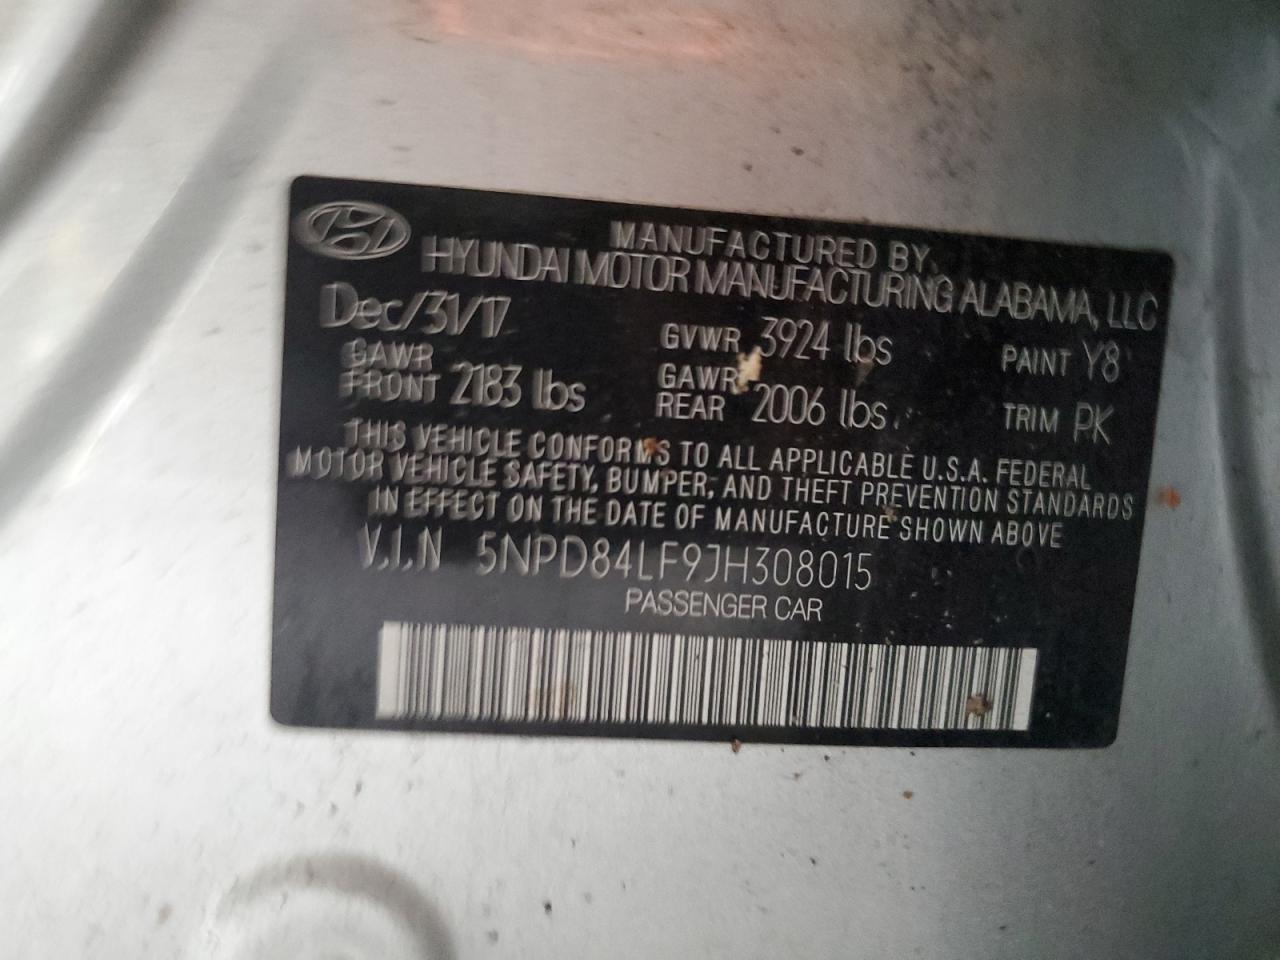 MANUFACTURED BY.
HYUNDAI MOTOR MANUFACTURING ALABAMA, LLC
Dec/31/17 GVWR 3924 lbs PAINT Y8
GAWR FRONT 2183 lbs GAWR REAR 2006 lbs. TRIM PK
THIS VEHICLE CONFORMS TO ALL APPLICABLE U.S.A. FEDERAL
MOTOR VEHICLE SAFETY, BUMPER, AND THEFT PREVENTION STANDARDS
IN EFFECT ON THE DATE OF MANUFACTURE SHOWN ABOVE
V.I.N 5NPD84LF9JH308015
PASSENGER CAR